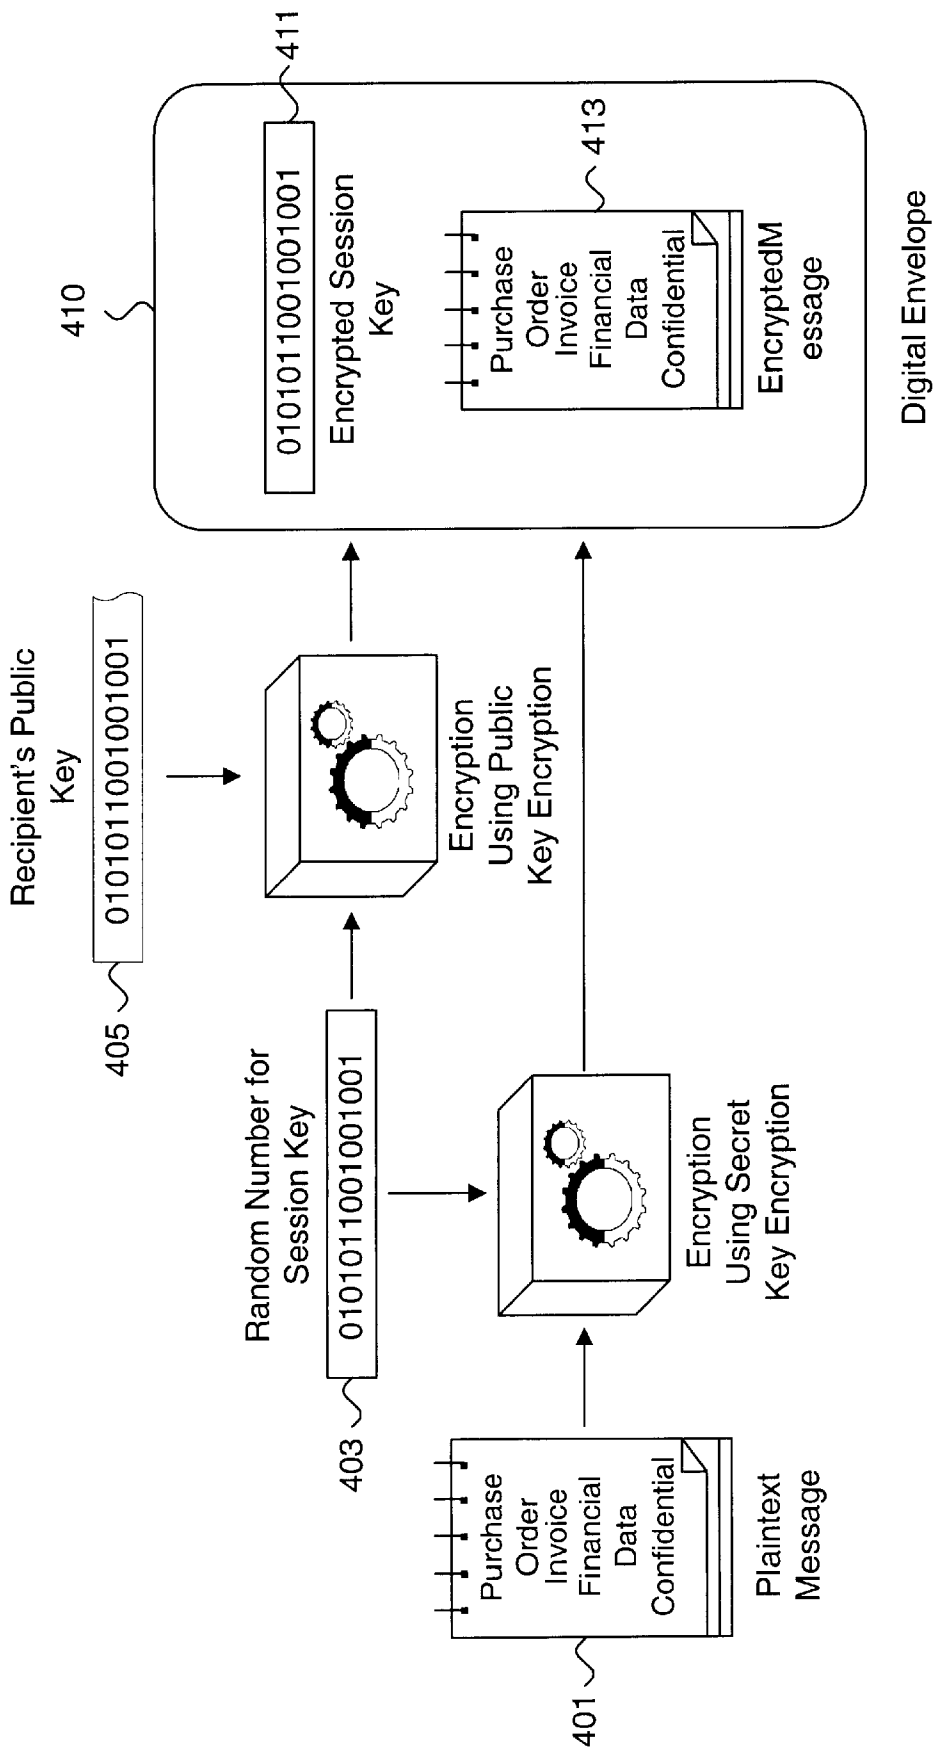 Recipient's Public
Key
405
0101011001001001
Random Number for
Session Key
403
0101011001001001
Encryption
Using Public
Key Encryption
401
Purchase
Order
Invoice
Financial
Data
Confidential
Plaintext
Message
Encryption
Using Secret
Key Encryption
410
411
0101011001001001
Encrypted Session
Key
413
Purchase
Order
Invoice
Financial
Data
Confidential
EncryptedM
essage
Digital Envelope